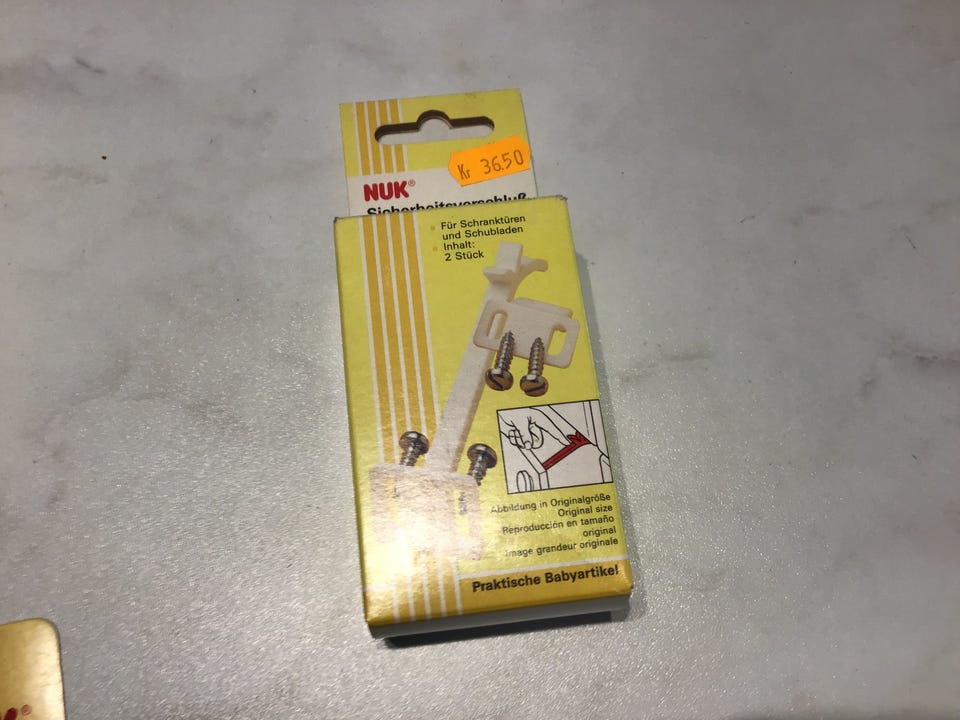 Kr 36.50
NUK®
Sicherheitsverschluß
Für Schranktüren
und Schubladen
Inhalt:
2 Stück
Abbildung in Originalgröße
Original size
Reproducción en tamaño
original
Image grandeur originale
Praktische Babyartikel